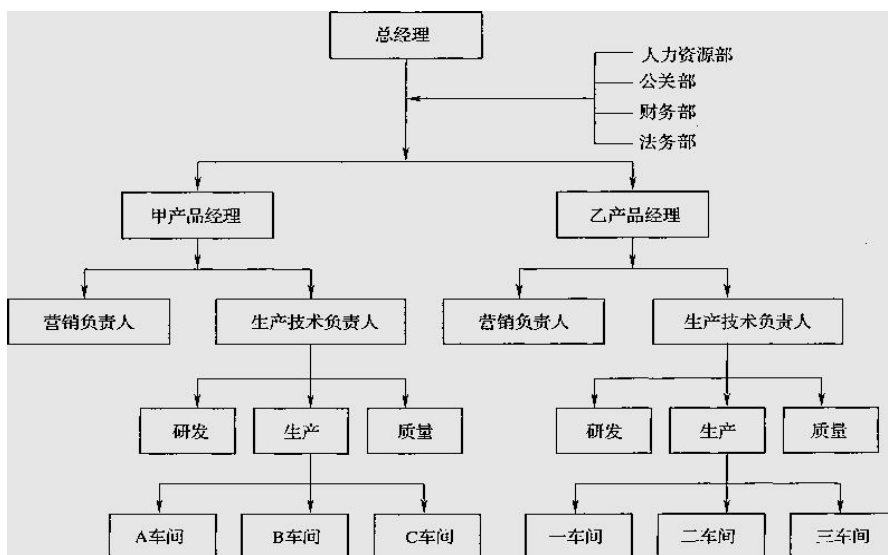 总经理
人力资源部
公关部
财务部
法务部
甲产品经理
乙产品经理
营销负责人
生产技术负责人
营销负责人
生产技术负责人
研发
生产
质量
研发
生产
质量
A车间
B车间
C车间
一车间
二车间
三车间